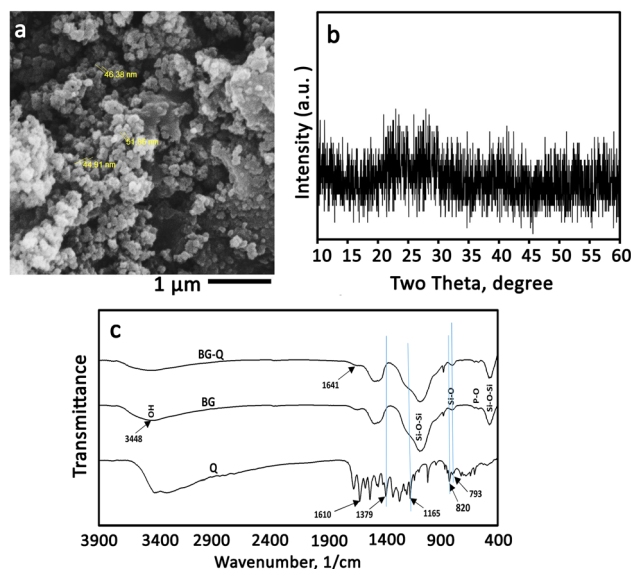 a
46.38 nm
44.91 nm
1 μm
b
Intensity (a.u.)
10 15 20 25 30 35 40 45 50 55 60
Two Theta, degree
c
BG-Q
1641
BG
OH
3448
Q
Si-O-Si
Si-O
P-O
Si-O-Si
1610
1379
1165
820
793
Transmittance
3900 3400 2900 2400 1900 1400 900 400
Wavenumber, 1/cm